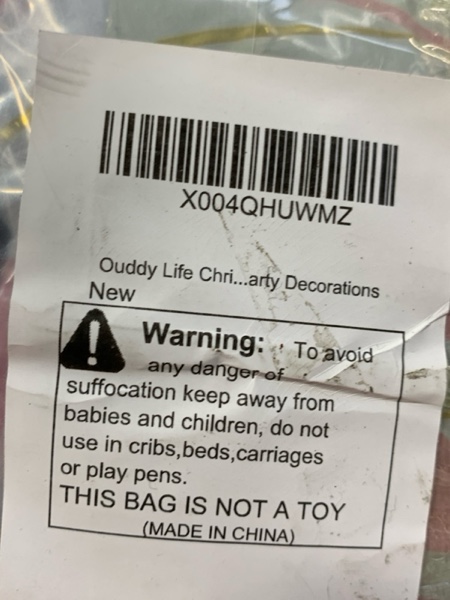 X004QHUWMZ
Ouddy Life Chri...arty Decorations
New
Warning: To avoid
any danger of
suffocation keep away from
babies and children, do not
use in cribs,beds,carriages
or play pens.
THIS BAG IS NOT A TOY
(MADE IN CHINA)